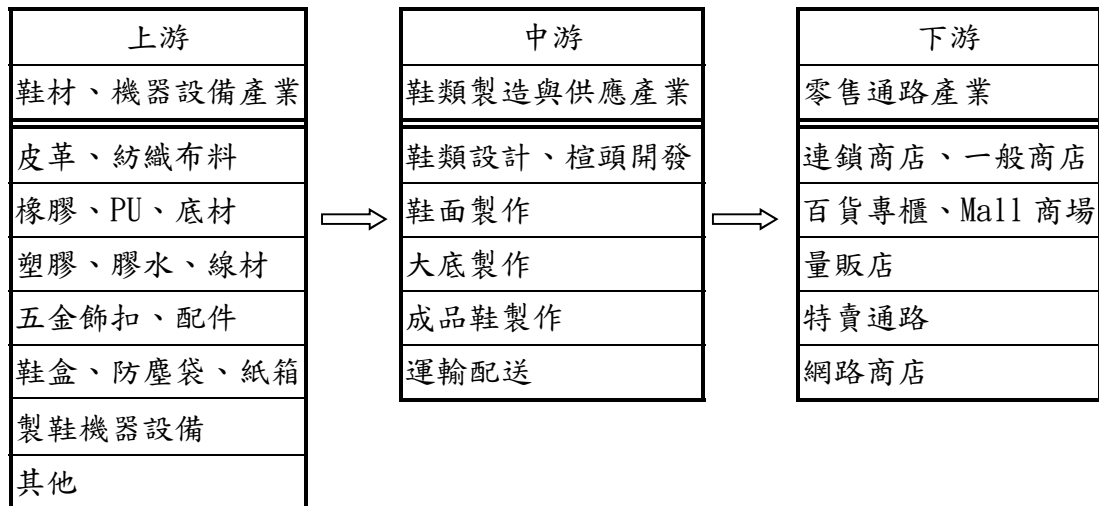 上游
鞋材、機器設備產業
皮革、紡織布料
橡膠、PU、底材
塑膠、膠水、線材
五金飾扣、配件
鞋盒、防塵袋、紙箱
製鞋機器設備
其他
中游
鞋類製造與供應產業
鞋類設計、楦頭開發
鞋面製作
大底製作
成品鞋製作
運輸配送
下游
零售通路產業
連鎖商店、一般商店
百貨專櫃、Mall 商場
量販店
特賣通路
網路商店